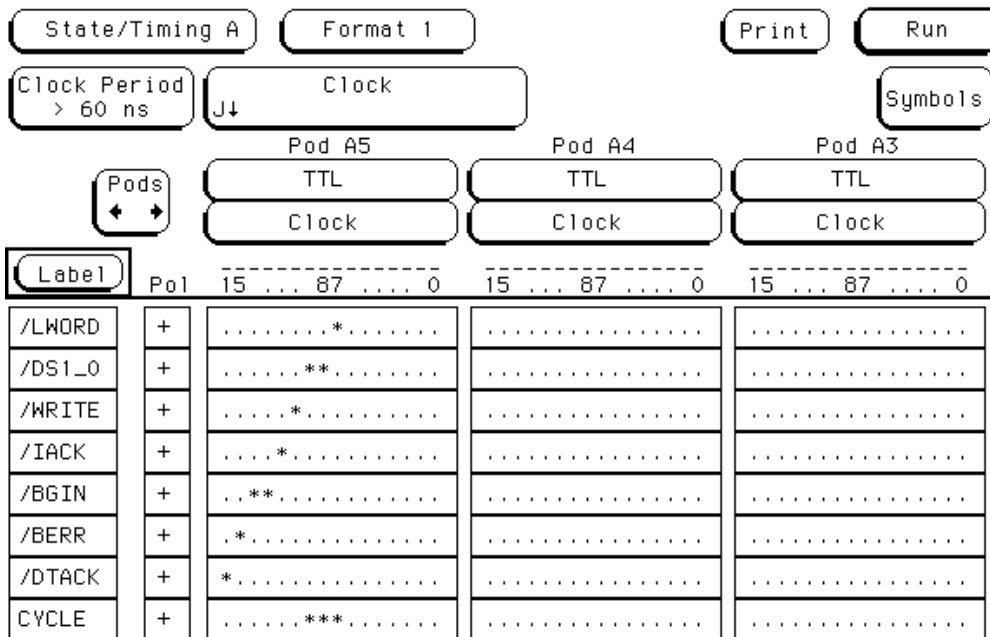 State/Timing A Format 1 Print Run
Clock Period Clock
> 60 ns J↓ Symbols
Pod A5 Pod A4 Pod A3
Pods TTL TTL TTL
← → Clock Clock Clock
Label Pol 15 ... 87 .... 0 15 ... 87 .... 0 15 ... 87 .... 0
/LWORD + ........*....... ................ ................
/DS1_0 + ......**........ ................ ................
/WRITE + .....*.......... ................ ................
/IACK + ....*........... ................ ................
/BGIN + ..**............ ................ ................
/BERR + .*.............. ................ ................
/DTACK + *............... ................ ................
CYCLE + ......***....... ................ ................